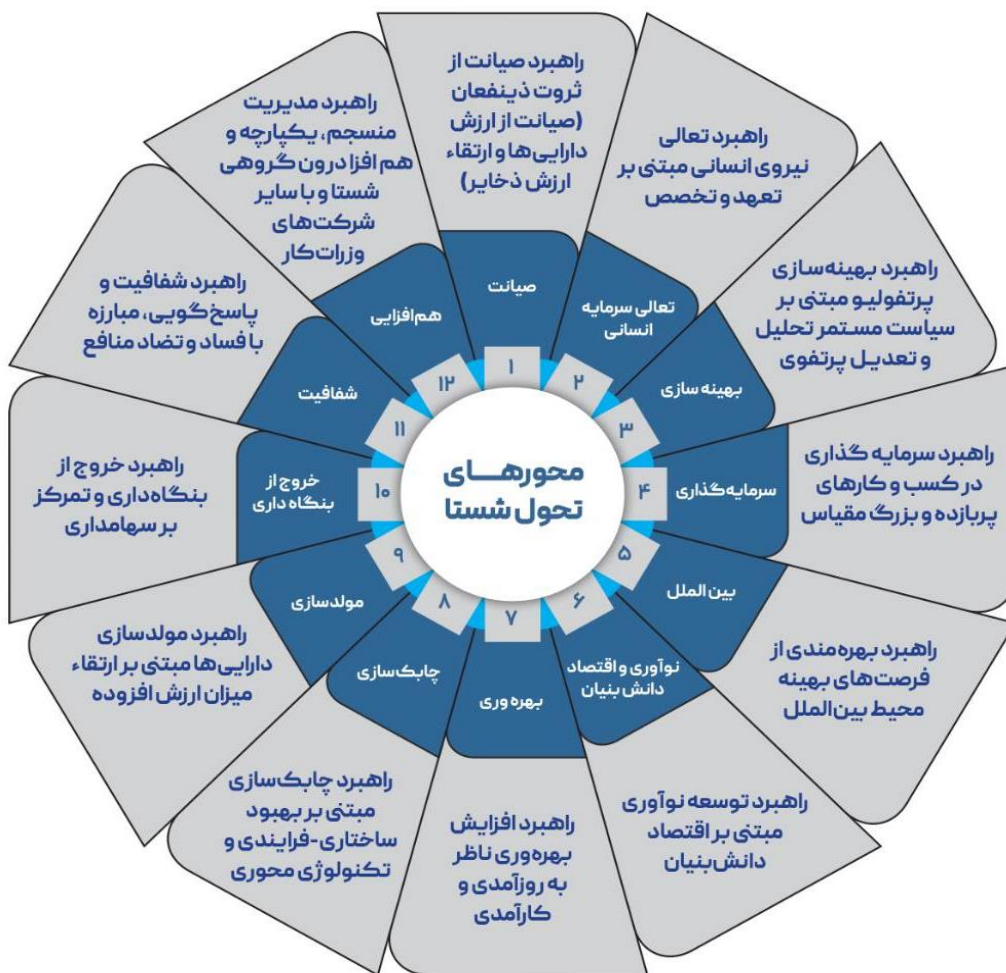 محورهـــای
تحول شستا
۱
صیانت
راهبرد صیانت از
ثروت ذینفعان
(صیانت از ارزش
دارایی‌ها و ارتقاء
ارزش ذخایر)
۲
تعالی سرمایه
انسانی
راهبرد تعالی
نیروی انسانی مبتنی بر
تعهد و تخصص
۳
بهینه سازی
راهبرد بهینه‌سازی
پرتفولیو مبتنی بر
سیاست مستمر تحلیل
و تعدیل پرتفوی
۴
سرمایه‌گذاری
راهبرد سرمایه گذاری
در کسب و کارهای
پربازده و بزرگ مقیاس
۵
بین الملل
راهبرد بهره‌مندی از
فرصت‌های بهینه
محیط بین‌الملل
۶
نوآوری و اقتصاد
دانش بنیان
راهبرد توسعه نوآوری
مبتنی بر اقتصاد
دانش‌بنیان
۷
بهره وری
راهبرد افزایش
بهره‌وری ناظر
به روزآمدی و
کارآمدی
۸
چابک‌سازی
راهبرد چابک‌سازی
مبتنی بر بهبود
ساختاری-فرایندی و
تکنولوژی محوری
۹
مولدسازی
راهبرد مولدسازی
دارایی‌ها مبتنی بر ارتقاء
میزان ارزش افزوده
۱۰
خروج از
بنگاه داری
راهبرد خروج از
بنگاه‌داری و تمرکز
بر سهامداری
۱۱
شفافیت
راهبرد شفافیت و
پاسخ‌گویی، مبارزه
با فساد و تضاد منافع
۱۲
هم‌افزایی
راهبرد مدیریت
منسجم، یکپارچه و
هم افزا درون گروهی
شستا و با سایر
شرکت‌های
وزرات‌کار